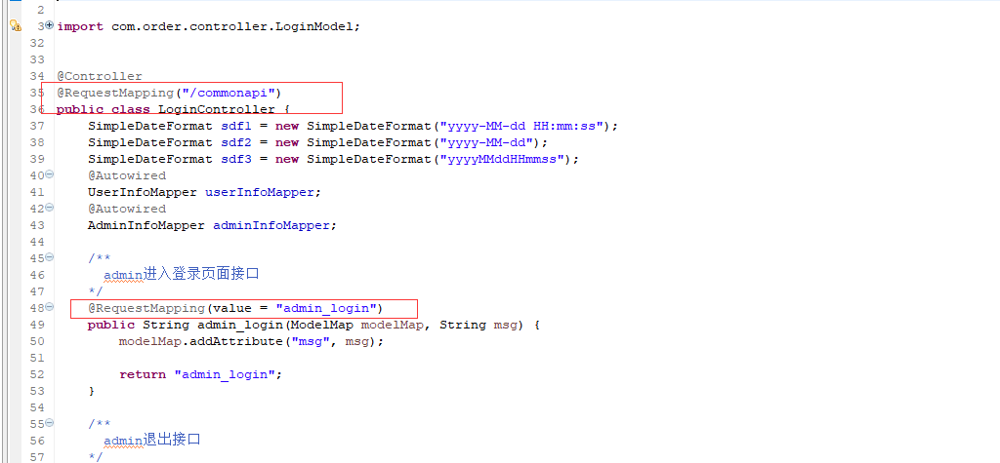 2
3 import com.order.controller.LoginModel;
32
33
34 @Controller
35 @RequestMapping("/commonapi")
36 public class LoginController {
37 SimpleDateFormat sdf1 = new SimpleDateFormat("yyyy-MM-dd HH:mm:ss");
38 SimpleDateFormat sdf2 = new SimpleDateFormat("yyyy-MM-dd");
39 SimpleDateFormat sdf3 = new SimpleDateFormat("yyyyMMddHHmmss");
40 @Autowired
41 UserInfoMapper userInfoMapper;
42 @Autowired
43 AdminInfoMapper adminInfoMapper;
44
45 /**
46 admin进入登录页面接口
47 */
48 @RequestMapping(value = "admin_login")
49 public String admin_login(ModelMap modelMap, String msg) {
50 modelMap.addAttribute("msg", msg);
51
52 return "admin_login";
53 }
54
55 /**
56 admin退出接口
57 */